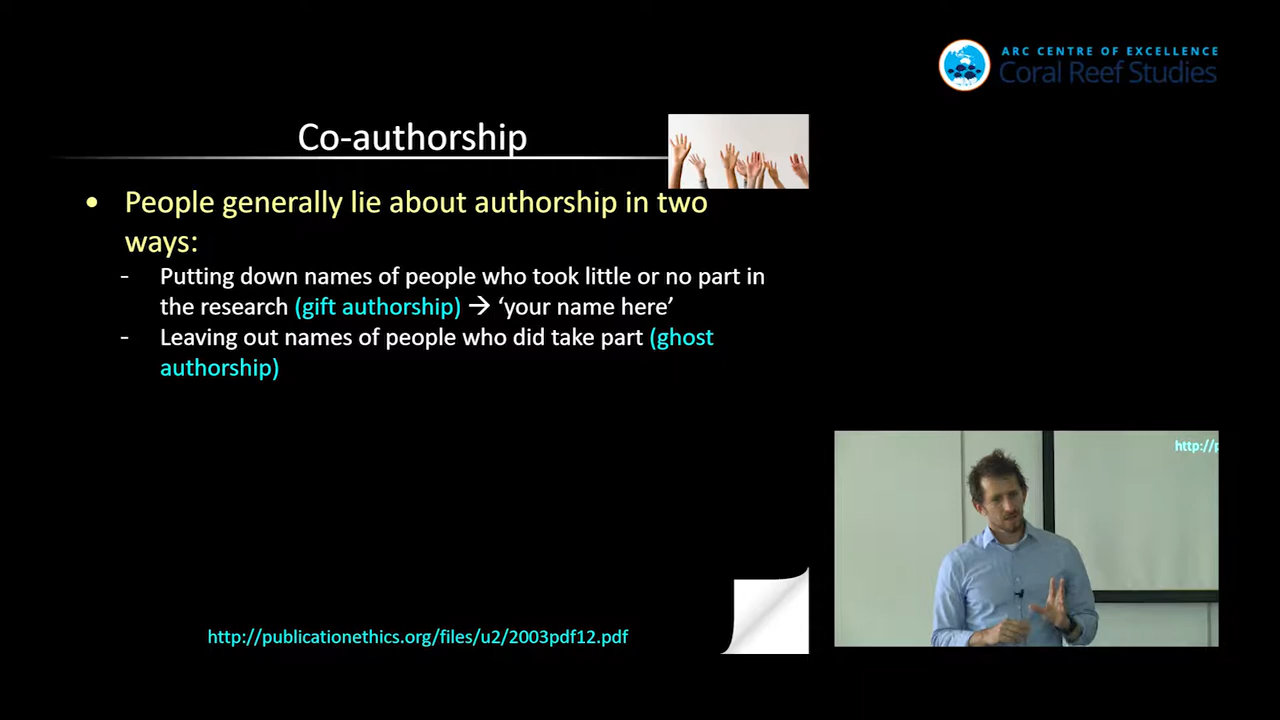 ARC CENTRE OF EXCELLENCE
Coral Reef Studies
Co-authorship
• People generally lie about authorship in two
ways:
- Putting down names of people who took little or no part in
the research (gift authorship) → ‘your name here’
- Leaving out names of people who did take part (ghost
authorship)
http://p
http://publicationethics.org/files/u2/2003pdf12.pdf